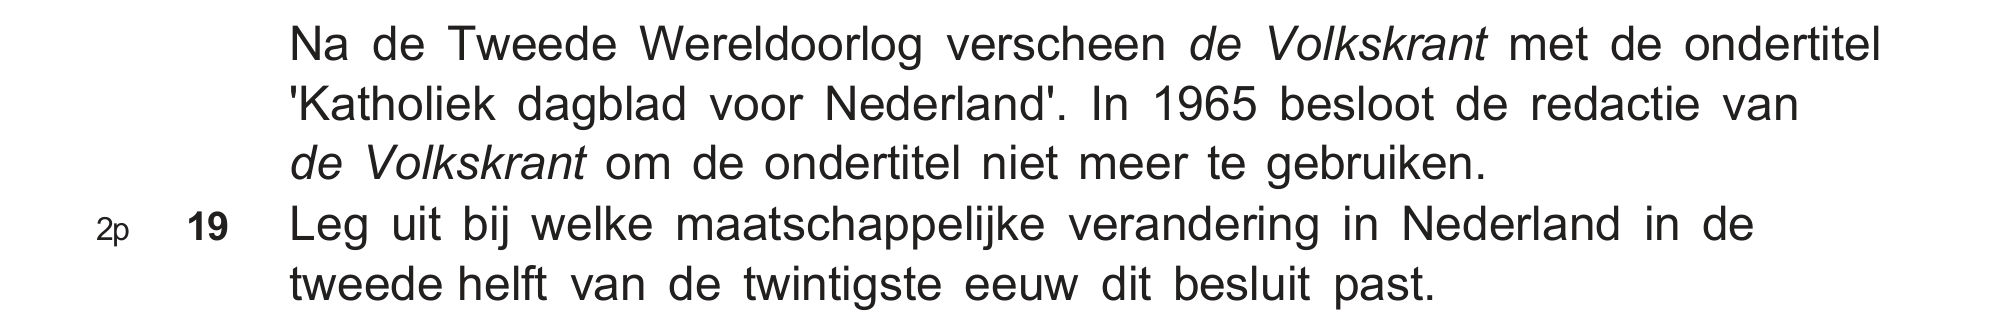 Na de Tweede Wereldoorlog verscheen de Volkskrant met de ondertitel
'Katholiek dagblad voor Nederland'. In 1965 besloot de redactie van
de Volkskrant om de ondertitel niet meer te gebruiken.
2p 19 Leg uit bij welke maatschappelijke verandering in Nederland in de
tweede helft van de twintigste eeuw dit besluit past.